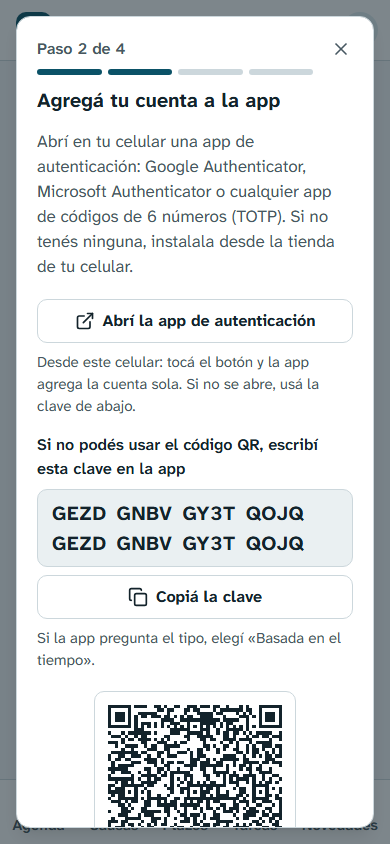 Paso 2 de 4
Agregá tu cuenta a la app
Abrí en tu celular una app de
autenticación: Google Authenticator,
Microsoft Authenticator o cualquier app
de códigos de 6 números (TOTP). Si no
tenés ninguna, instalala desde la tienda
de tu celular.
Abrí la app de autenticación
Desde este celular: tocá el botón y la app
agrega la cuenta sola. Si no se abre, usá la
clave de abajo.
Si no podés usar el código QR, escribí
esta clave en la app
GEZD GNBV GY3T QOJQ
GEZD GNBV GY3T QOJQ
Copiá la clave
Si la app pregunta el tipo, elegí «Basada en el
tiempo».